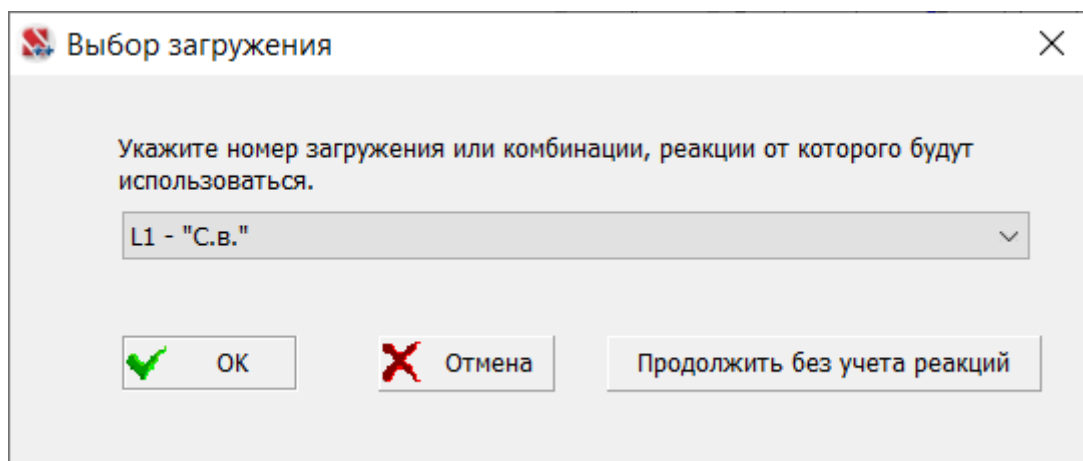 Выбор загружения
Укажите номер загружения или комбинации, реакции от которого будут
использоваться.
L1 - "С.в."
OK
Отмена
Продолжить без учета реакций